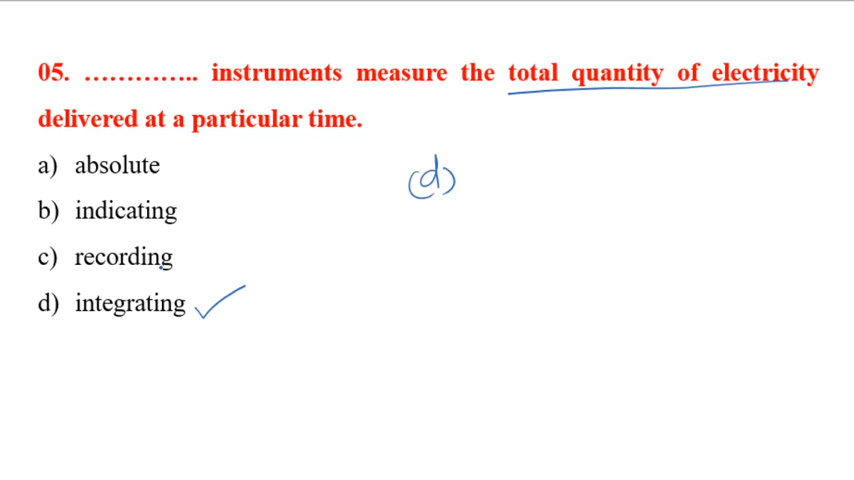 05. ………….. instruments measure the total quantity of electricity
delivered at a particular time.
a) absolute
(d)
b) indicating
c) recording
d) integrating